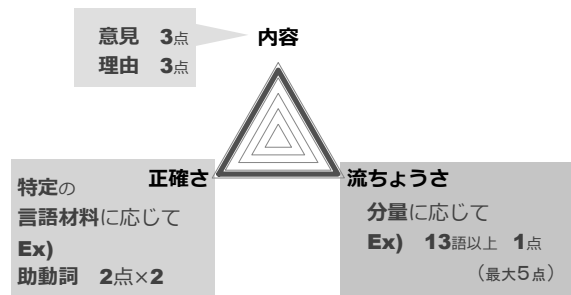 意見 3点
理由 3点
内容
正確さ
特定の
言語材料に応じて
Ex)
助動詞 2点×2
流ちょうさ
分量に応じて
Ex) 13語以上 1点
(最大5点)